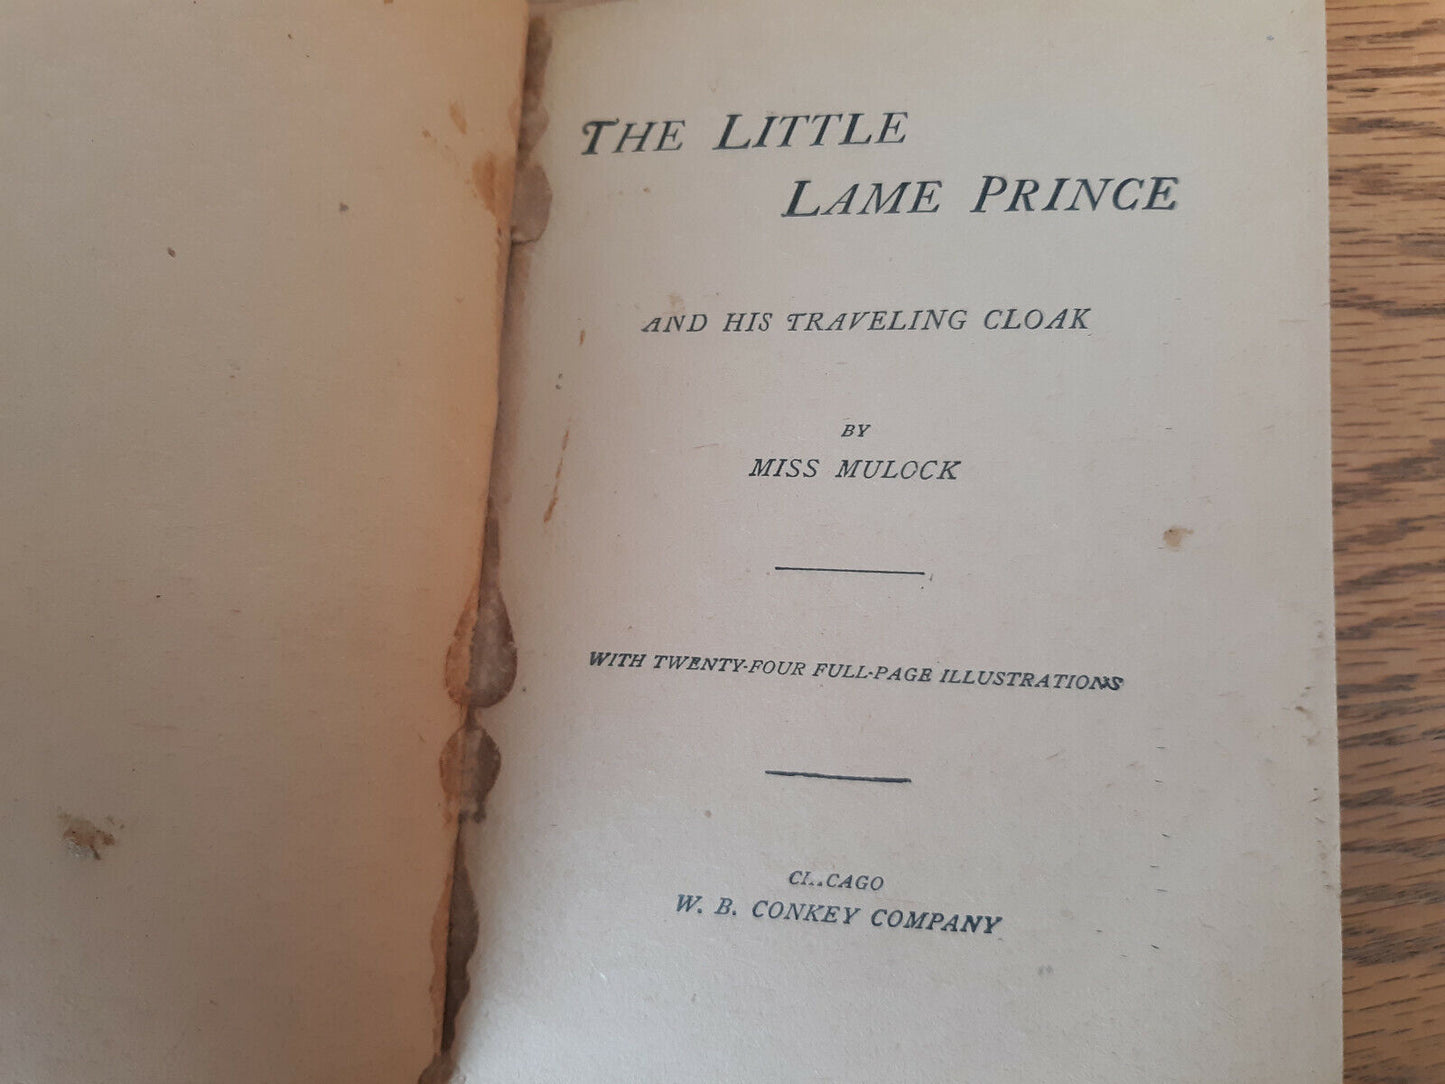 THE LITTLE
LAME PRINCE
AND HIS TRAVELING CLOAK
BY
MISS MULOCK
WITH TWENTY-FOUR FULL-PAGE ILLUSTRATIONS
CHICAGO
W. B. CONKEY COMPANY